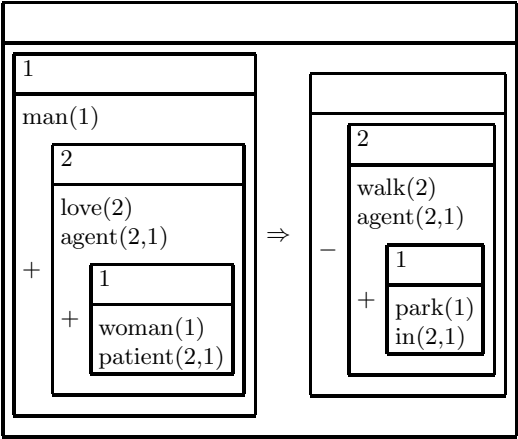 1
man(1)
+
2
love(2)
agent(2,1)
+
1
woman(1)
patient(2,1)
⇒
−
2
walk(2)
agent(2,1)
+
1
park(1)
in(2,1)